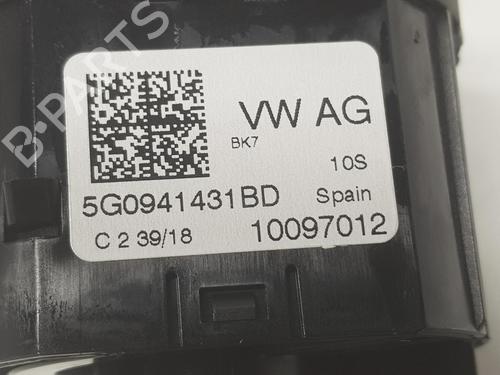 B-PARTS
VW AG
BK7
10S
5G0941431BD Spain
C 2 39/18 10097012